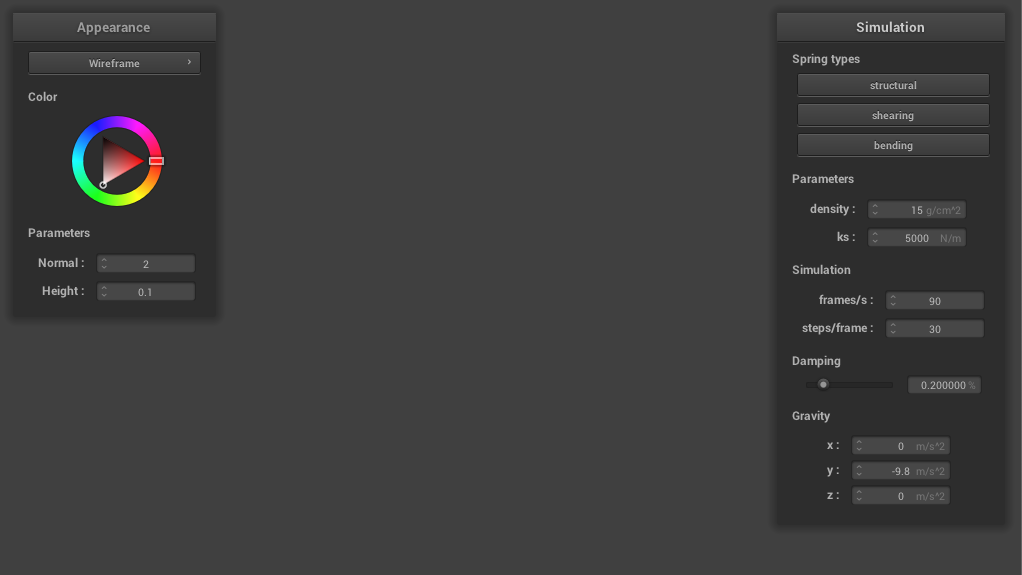 Appearance
Wireframe
Color
Parameters
Normal : 2
Height : 0.1
Simulation
Spring types
structural
shearing
bending
Parameters
density : 15 g/cm^2
ks : 5000 N/m
Simulation
frames/s : 90
steps/frame : 30
Damping
0.200000 %
Gravity
x : 0 m/s^2
y : -9.8 m/s^2
z : 0 m/s^2